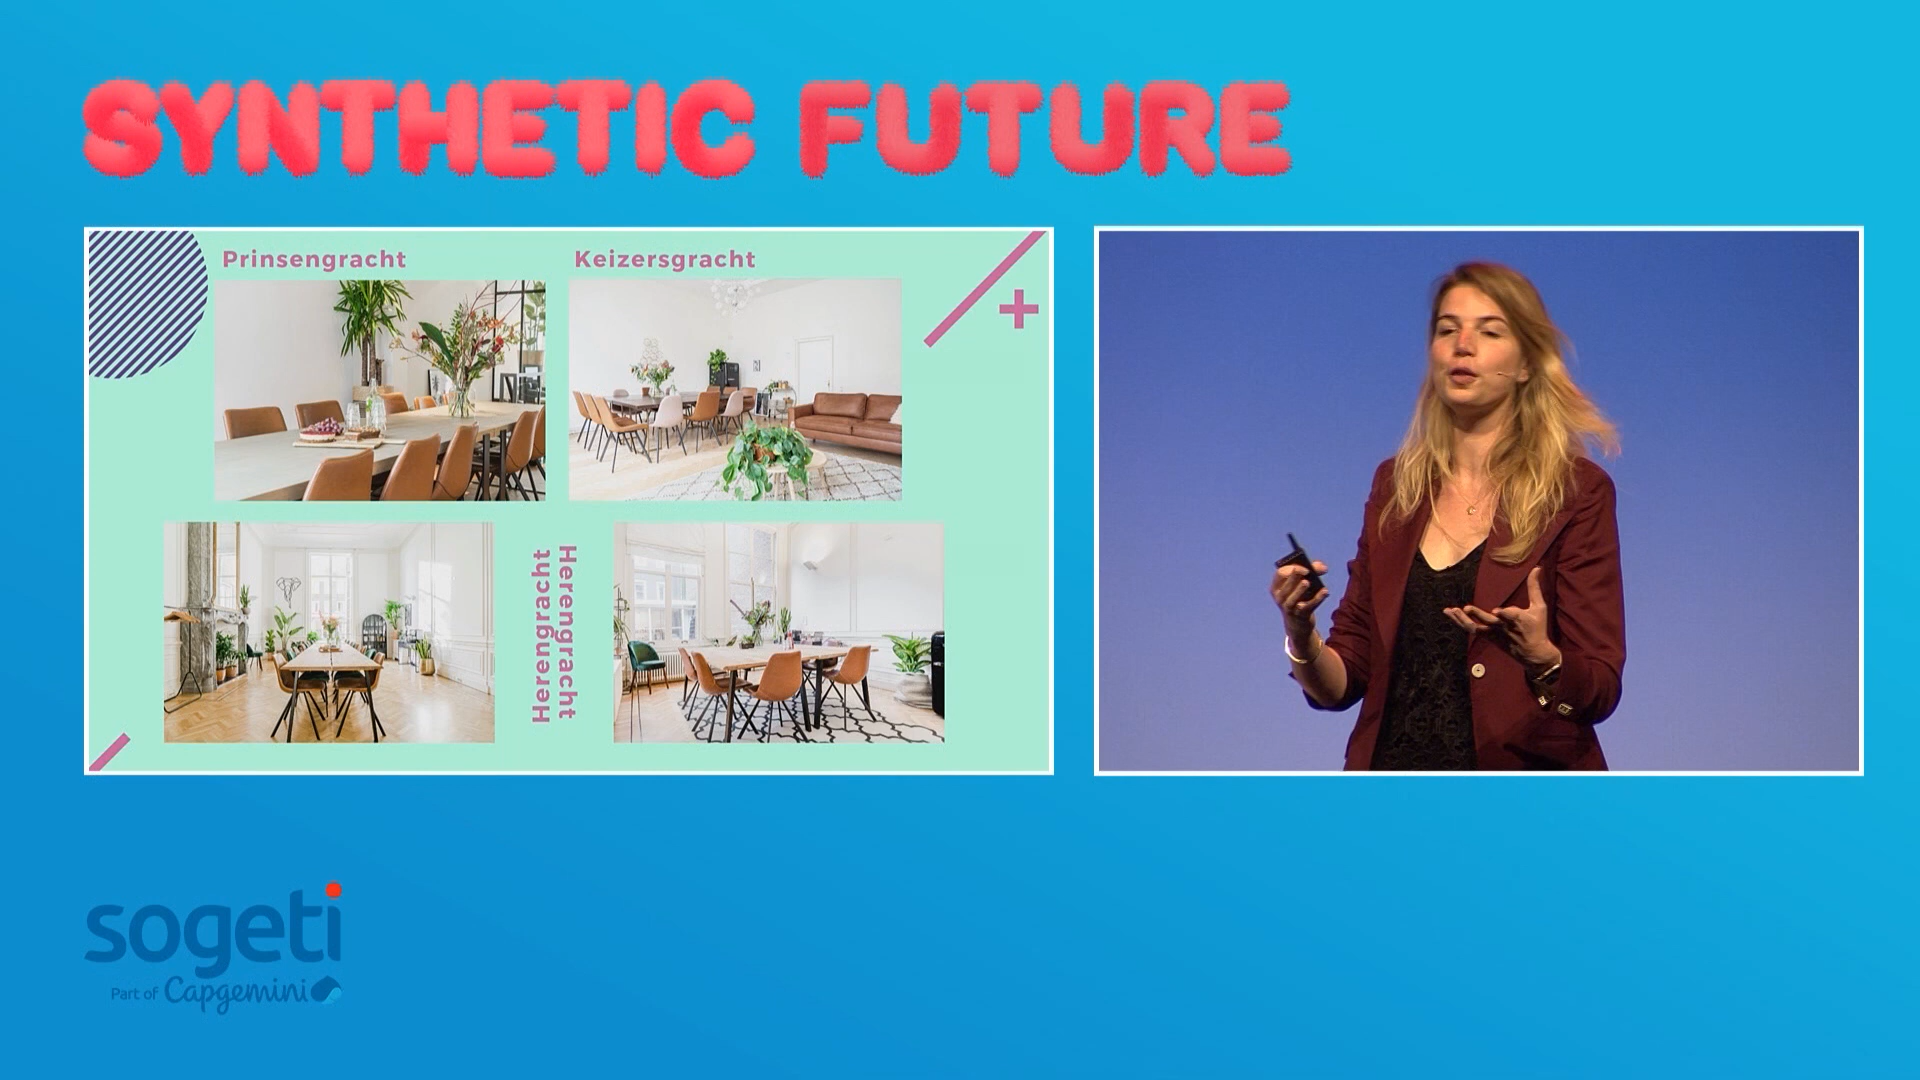 SYNTHETIC FUTURE
Prinsengracht
Keizersgracht
Herengracht
Herengracht
sogeti
Part of Capgemini